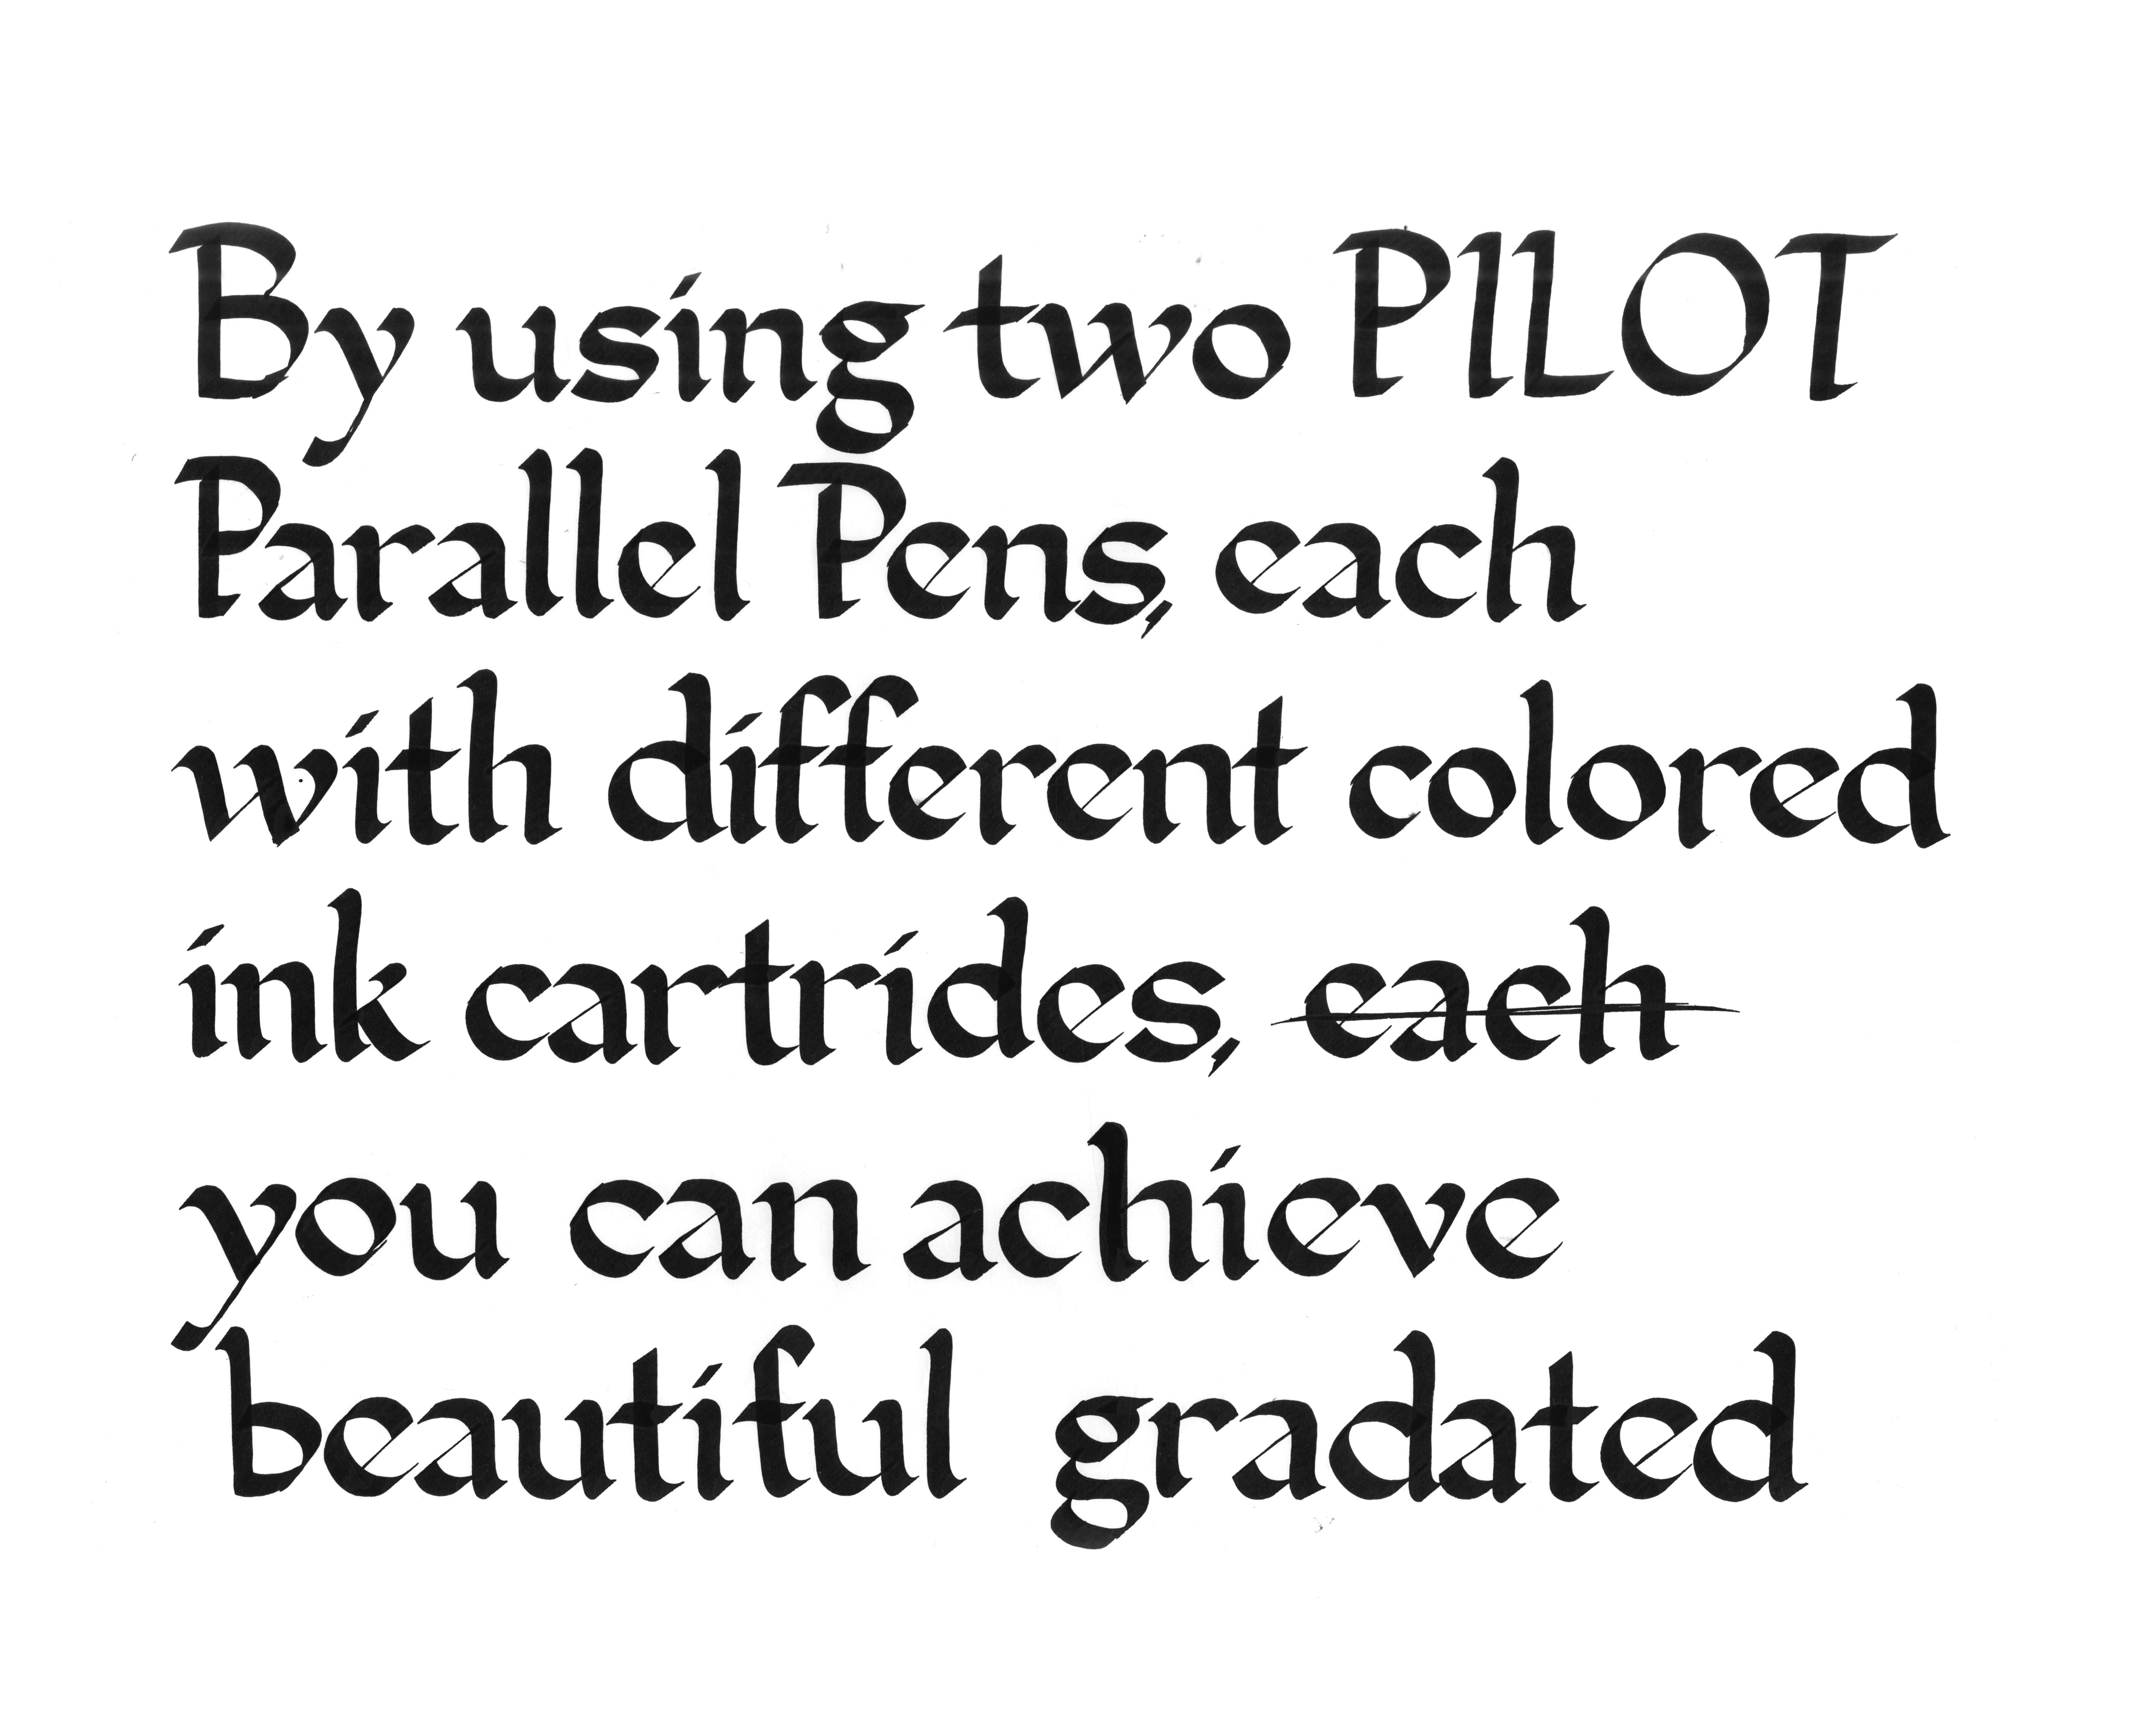 By using two PILOT
Parallel Pens, each
with different colored
ink cartrides, each
you can achieve
beautiful gradated